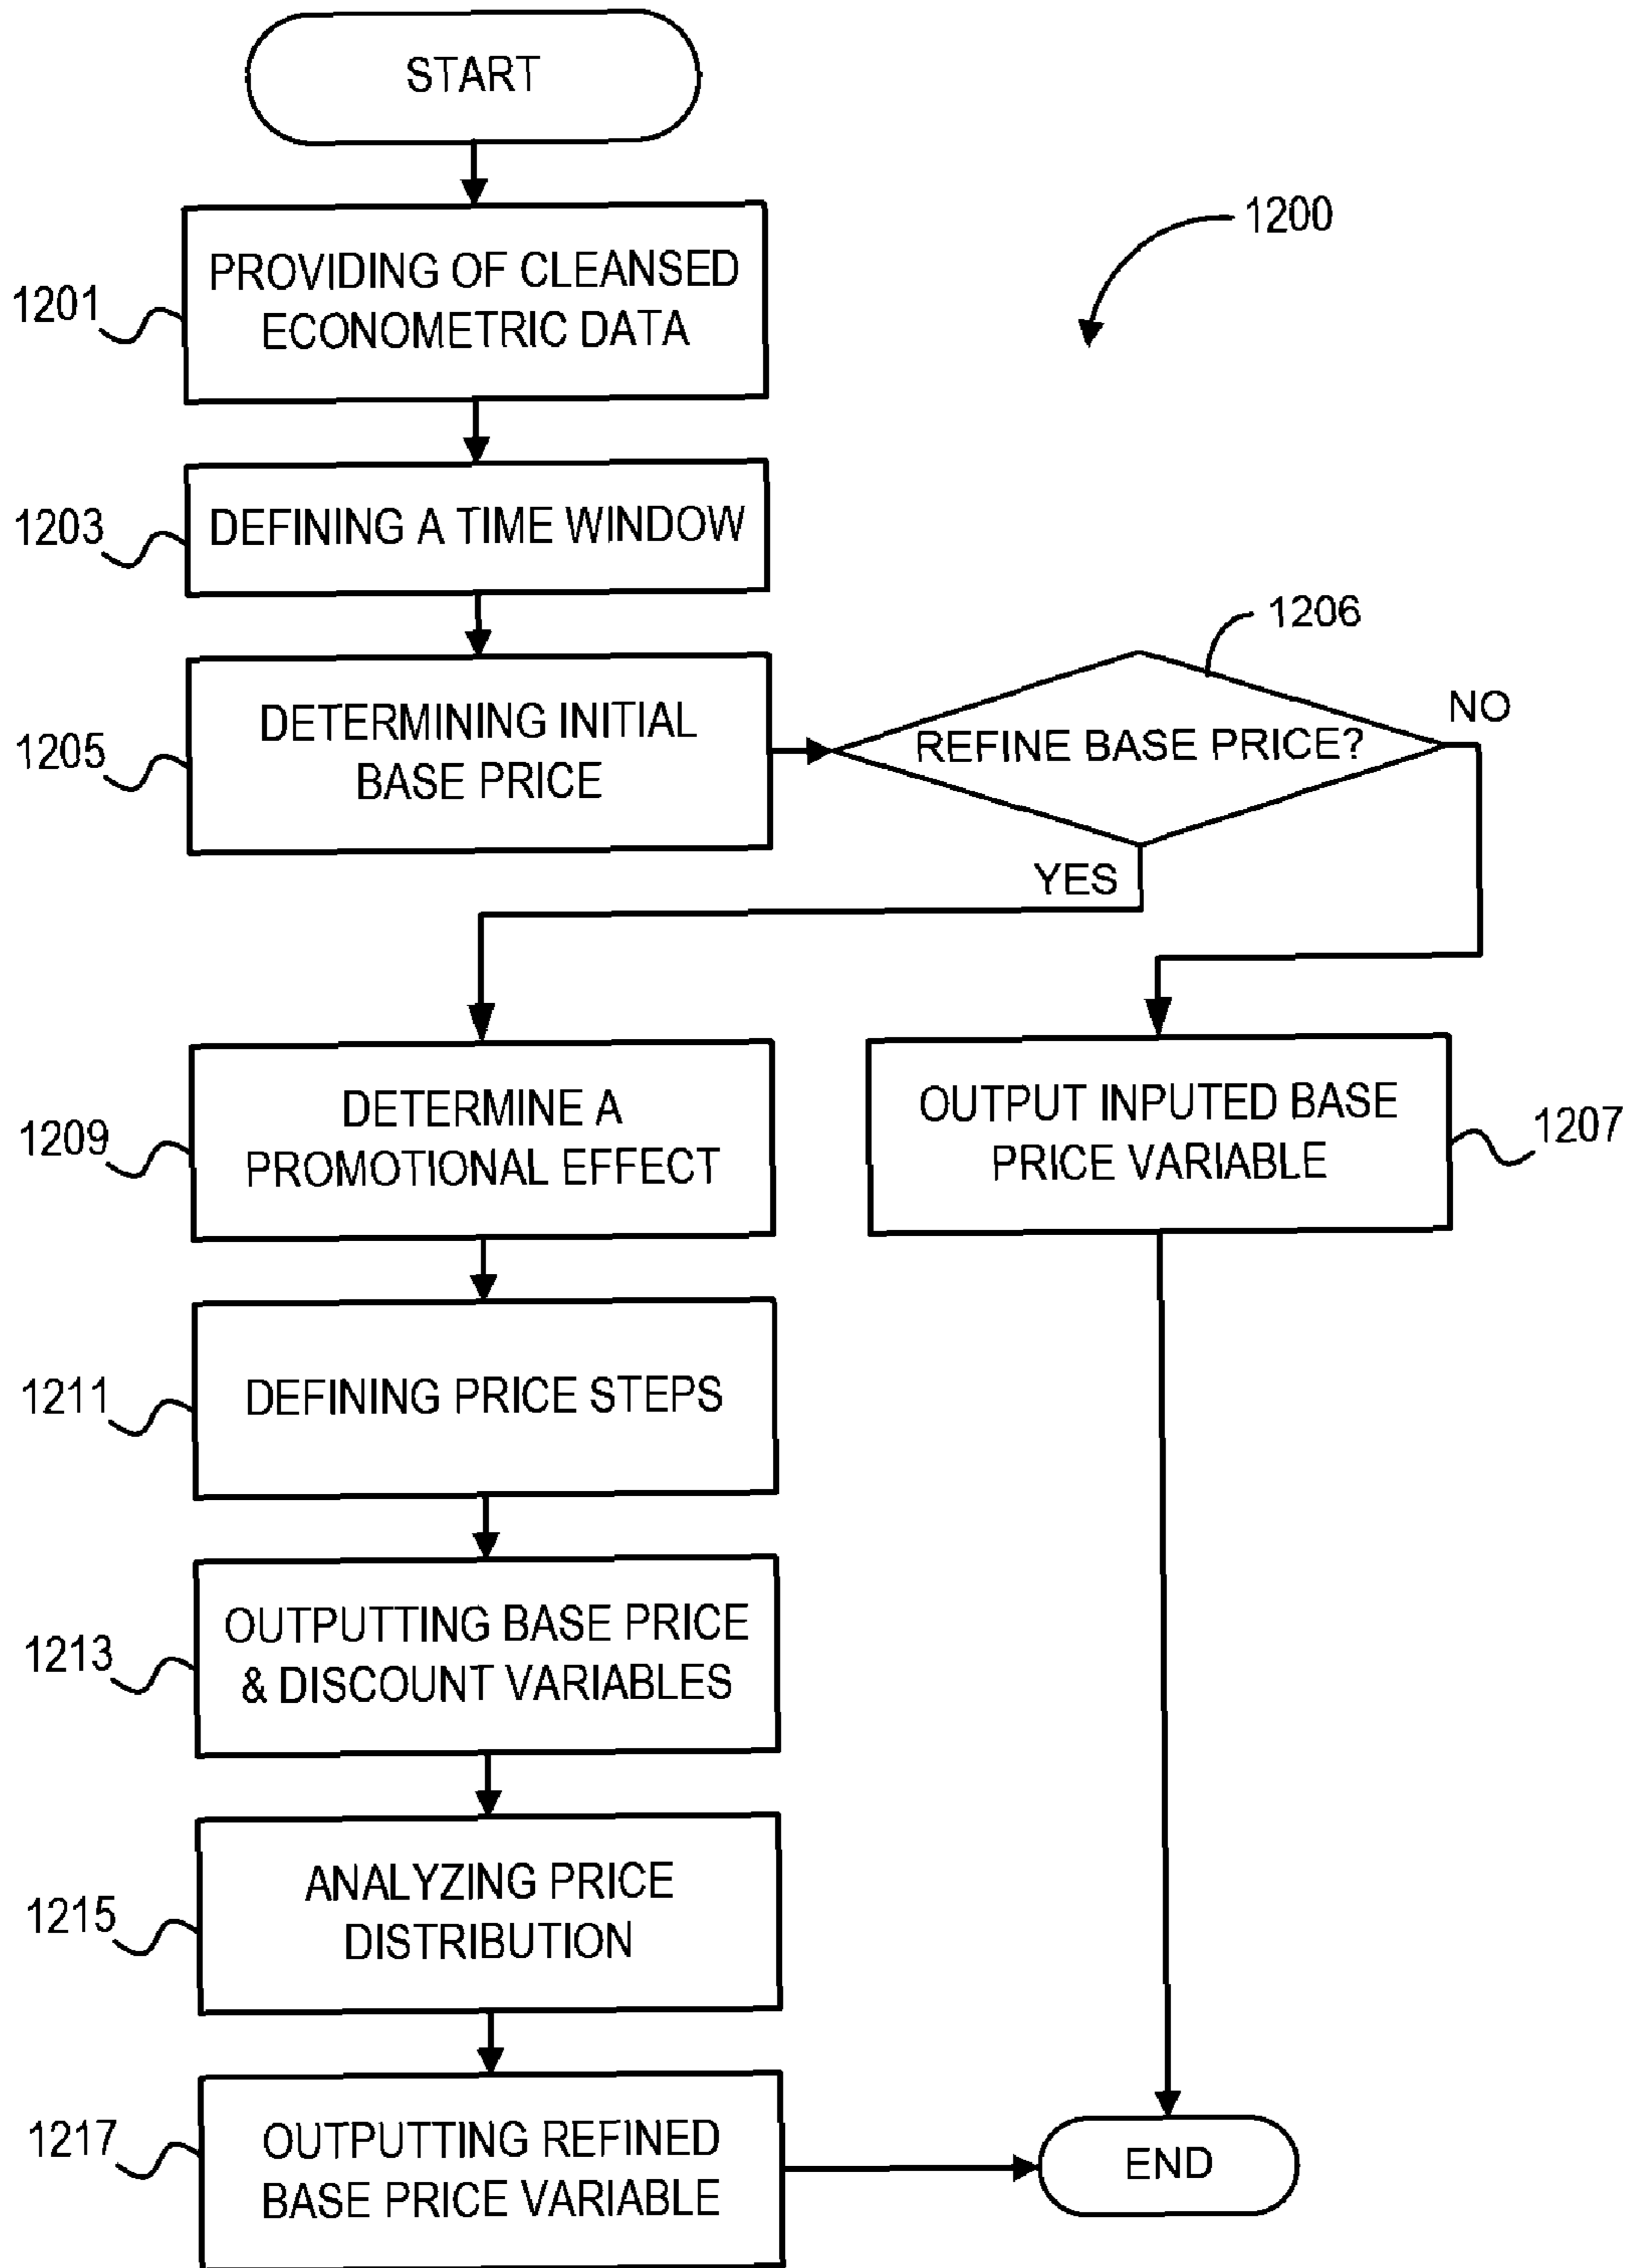 START
1200
PROVIDING OF CLEANSED
ECONOMETRIC DATA
1201
DEFINING A TIME WINDOW
1203
1206
DETERMINING INITIAL
BASE PRICE
1205
REFINE BASE PRICE?
NO
YES
DETERMINE A
PROMOTIONAL EFFECT
1209
OUTPUT INPUTED BASE
PRICE VARIABLE
1207
DEFINING PRICE STEPS
1211
OUTPUTTING BASE PRICE
& DISCOUNT VARIABLES
1213
ANALYZING PRICE
DISTRIBUTION
1215
OUTPUTTING REFINED
BASE PRICE VARIABLE
1217
END